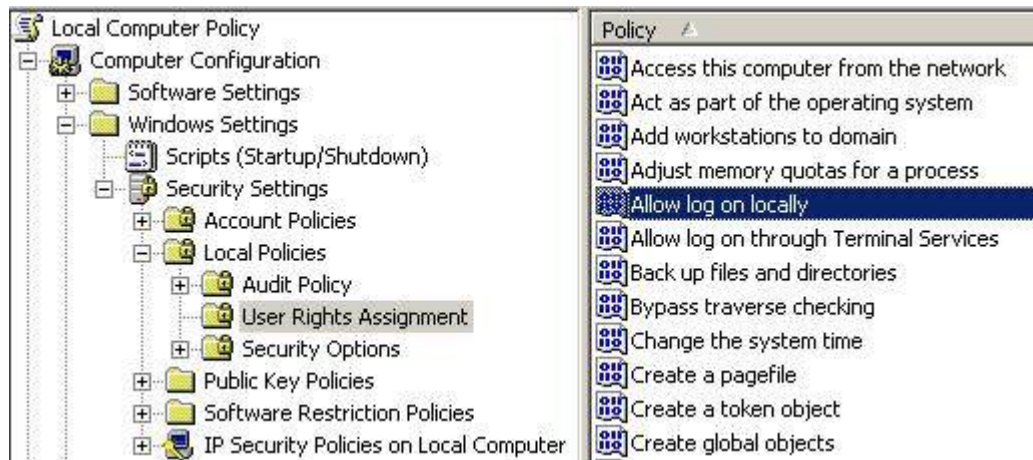 Local Computer Policy
Computer Configuration
Software Settings
Windows Settings
Scripts (Startup/Shutdown)
Security Settings
Account Policies
Local Policies
Audit Policy
User Rights Assignment
Security Options
Public Key Policies
Software Restriction Policies
IP Security Policies on Local Computer
Policy
Access this computer from the network
Act as part of the operating system
Add workstations to domain
Adjust memory quotas for a process
Allow log on locally
Allow log on through Terminal Services
Back up files and directories
Bypass traverse checking
Change the system time
Create a pagefile
Create a token object
Create global objects